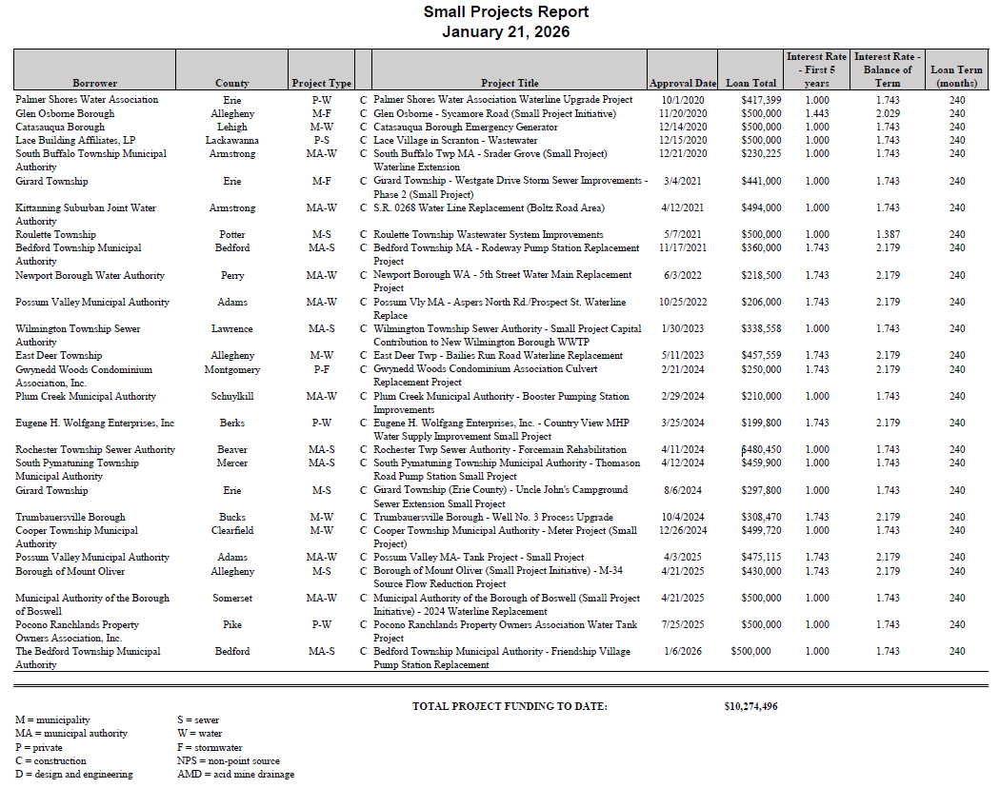 Small Projects Report
January 21, 2026
Interest Rate Interest Rate -
- First 5 Balance of Loan Term
Borrower County Project Type Project Title Approval Date Loan Total years Term (months)
Palmer Shores Water Association Erie P-W C Palmer Shores Water Association Waterline Upgrade Project 10/1/2020 $417,399 1.000 1.743 240
Glen Osborne Borough Allegheny M-F C Glen Osborne - Sycamore Road (Small Project Initiative) 11/20/2020 $500,000 1.443 2.029 240
Catasauqua Borough Lehigh M-W C Catasauqua Borough Emergency Generator 12/14/2020 $500,000 1.000 1.743 240
Lace Building Affiliates, LP Lackawanna P-S C Lace Village in Scranton - Wastewater 12/15/2020 $500,000 1.000 1.743 240
South Buffalo Township Municipal Armstrong MA-W C South Buffalo Twp MA - Srader Grove (Small Project) 12/21/2020 $230,225 1.000 1.743 240
Authority Waterline Extension
Girard Township Erie M-F C Girard Township - Westgate Drive Storm Sewer Improvements - 3/4/2021 $441,000 1.000 1.743 240
Phase 2 (Small Project)
Kittanning Suburban Joint Water Armstrong MA-W C S.R. 0268 Water Line Replacement (Boltz Road Area) 4/12/2021 $494,000 1.000 1.743 240
Authority
Roulette Township Potter M-S C Roulette Township Wastewater System Improvements 5/7/2021 $500,000 1.000 1.387 240
Bedford Township Municipal Bedford MA-S C Bedford Township MA - Rodeway Pump Station Replacement 11/17/2021 $360,000 1.743 2.179 240
Authority Project
Newport Borough Water Authority Perry MA-W C Newport Borough WA - 5th Street Water Main Replacement 6/3/2022 $218,500 1.743 2.179 240
Project
Possum Valley Municipal Authority Adams MA-W C Possum Vly MA - Aspers North Rd./Prospect St. Waterline 10/25/2022 $206,000 1.743 2.179 240
Replace
Wilmington Township Sewer Lawrence MA-S C Wilmington Township Sewer Authority - Small Project Capital 1/30/2023 $338,558 1.000 1.743 240
Authority Contribution to New Wilmington Borough WWTP
East Deer Township Allegheny M-W C East Deer Twp - Bailies Run Road Waterline Replacement 5/11/2023 $457,559 1.743 2.179 240
Gwynedd Woods Condominium Montgomery P-F C Gwynedd Woods Condominium Association Culvert 2/21/2024 $250,000 1.743 2.179 240
Association, Inc. Replacement Project
Plum Creek Municipal Authority Schuylkill MA-W C Plum Creek Municipal Authority - Booster Pumping Station 2/29/2024 $210,000 1.000 1.743 240
Improvements
Eugene H. Wolfgang Enterprises, Inc Berks P-W C Eugene H. Wolfgang Enterprises, Inc. - Country View MHP 3/25/2024 $199,800 1.743 2.179 240
Water Supply Improvement Small Project
Rochester Township Sewer Authority Beaver MA-S C Rochester Twp Sewer Authority - Forcemain Rehabilitation 4/11/2024 $480,450 1.000 1.743 240
South Pymatuning Township Mercer MA-S C South Pymatuning Township Municipal Authority - Thomason 4/12/2024 $459,900 1.000 1.743 240
Municipal Authority Road Pump Station Small Project
Girard Township Erie M-S C Girard Township (Erie County) - Uncle John's Campground 8/6/2024 $297,800 1.000 1.743 240
Sewer Extension Small Project
Trumbauersville Borough Bucks M-W C Trumbauersville Borough - Well No. 3 Process Upgrade 10/4/2024 $308,470 1.743 2.179 240
Cooper Township Municipal Clearfield M-W C Cooper Township Municipal Authority - Meter Project (Small 12/26/2024 $499,720 1.000 1.743 240
Authority Project)
Possum Valley Municipal Authority Adams MA-W C Possum Valley MA- Tank Project - Small Project 4/3/2025 $475,115 1.743 2.179 240
Borough of Mount Oliver Allegheny M-S C Borough of Mount Oliver (Small Project Initiative) - M-34 4/21/2025 $430,000 1.743 2.179 240
Source Flow Reduction Project
Municipal Authority of the Borough Somerset MA-W C Municipal Authority of the Borough of Boswell (Small Project 4/21/2025 $500,000 1.000 1.743 240
of Boswell Initiative) - 2024 Waterline Replacement
Pocono Ranchlands Property Pike P-W C Pocono Ranchlands Property Owners Association Water Tank 7/25/2025 $500,000 1.000 1.743 240
Owners Association, Inc. Project
The Bedford Township Municipal Bedford MA-S C Bedford Township Municipal Authority - Friendship Village 1/6/2026 $500,000 1.000 1.743 240
Authority Pump Station Replacement
TOTAL PROJECT FUNDING TO DATE: $10,274,496
M = municipality S = sewer
MA = municipal authority W = water
P = private F = stormwater
C = construction NPS = non-point source
D = design and engineering AMD = acid mine drainage